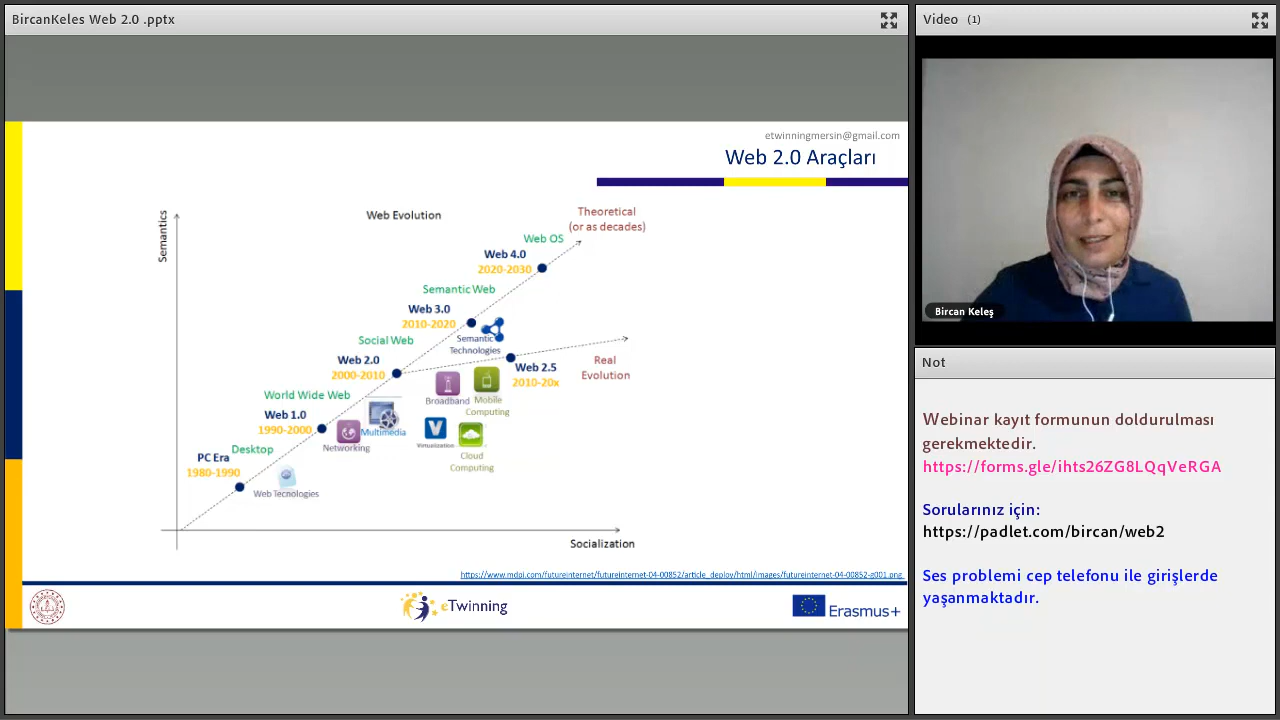 BircanKeles Web 2.0 .pptx
etwinningmersin@gmail.com
Web 2.0 Araçları
Semantics
Web Evolution
Theoretical
(or as decades)
Web OS
Web 4.0
2020-2030
Semantic Web
Web 3.0
2010-2020
Semantic
Technologies
Social Web
Web 2.0
2000-2010
Real
Evolution
Web 2.5
2010-20x
Broadband
Mobile
Computing
World Wide Web
Web 1.0
1990-2000
Multimedia
Networking
Virtualization
Cloud
Computing
Desktop
PC Era
1980-1990
Web Tecnologies
Socialization
https://www.mdpi.com/futureinternet/futureinternet-04-00852/article_deploy/html/images/futureinternet-04-00852-g001.png
eTwinning
Erasmus+
Video (1)
Bircan Keleş
Not
Webinar kayıt formunun doldurulması
gerekmektedir.
https://forms.gle/ihts26ZG8LQqVeRGA
Sorularınız için:
https://padlet.com/bircan/web2
Ses problemi cep telefonu ile girişlerde
yaşanmaktadır.